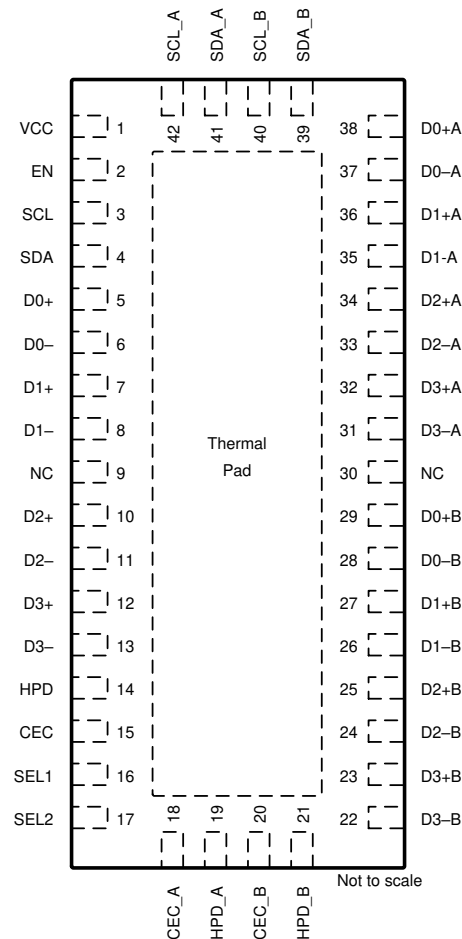 SCL_A SDA_A SCL_B SDA_B
42 41 40 39
VCC 1 38 D0+A
EN 2 37 D0–A
SCL 3 36 D1+A
SDA 4 35 D1-A
D0+ 5 34 D2+A
D0– 6 33 D2–A
D1+ 7 32 D3+A
D1– 8 31 D3–A
Thermal
Pad
NC 9 30 NC
D2+ 10 29 D0+B
D2– 11 28 D0–B
D3+ 12 27 D1+B
D3– 13 26 D1–B
HPD 14 25 D2+B
CEC 15 24 D2–B
SEL1 16 23 D3+B
SEL2 17 22 D3–B
18 19 20 21
CEC_A HPD_A CEC_B HPD_B
Not to scale